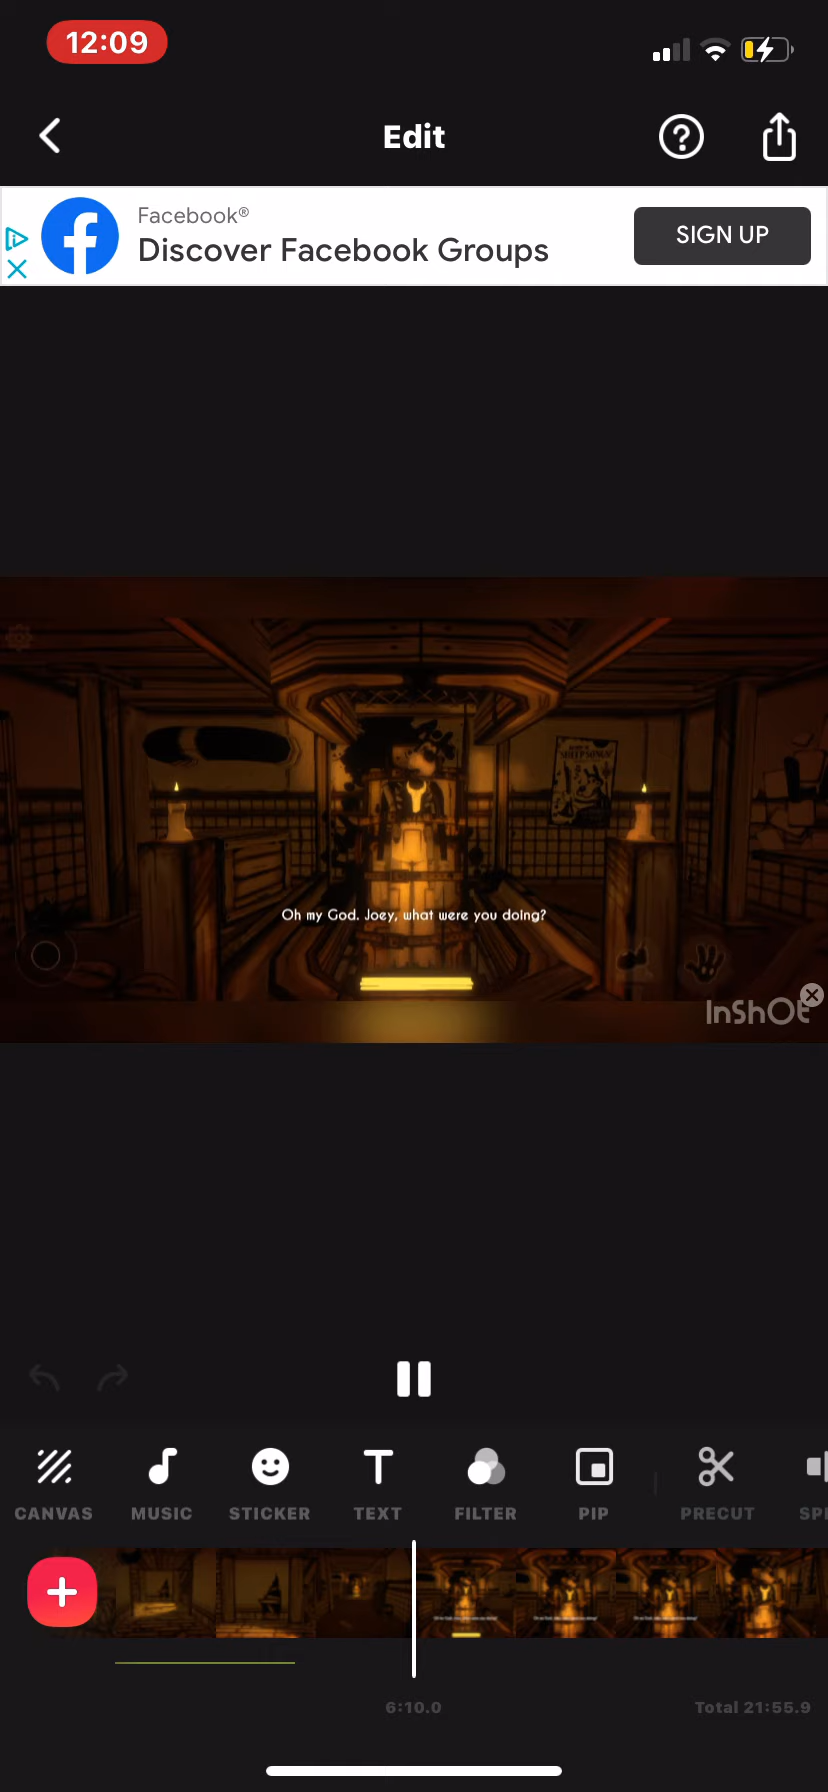 12:09
Edit
Facebook®
Discover Facebook Groups
SIGN UP
Oh my God. Joey, what were you doing?
InShOt
CANVAS
MUSIC
STICKER
TEXT
FILTER
PIP
PRECUT
SPL
6:10.0
Total 21:55.9